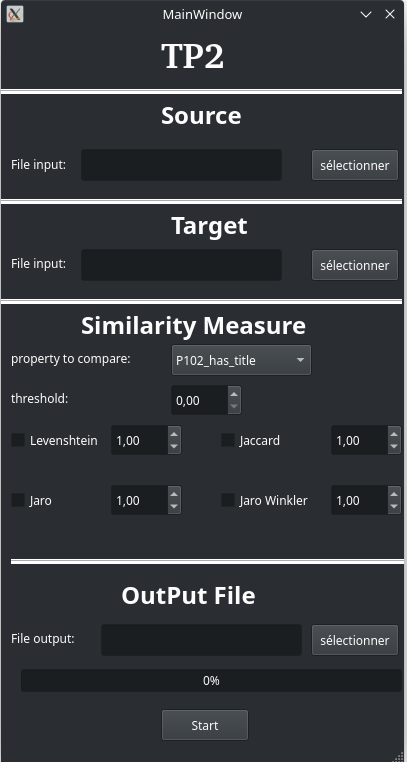 MainWindow
TP2
Source
File input: sélectionner
Target
File input: sélectionner
Similarity Measure
property to compare: P102_has_title
threshold: 0,00
Levenshtein 1,00 Jaccard 1,00
Jaro 1,00 Jaro Winkler 1,00
OutPut File
File output: sélectionner
0%
Start